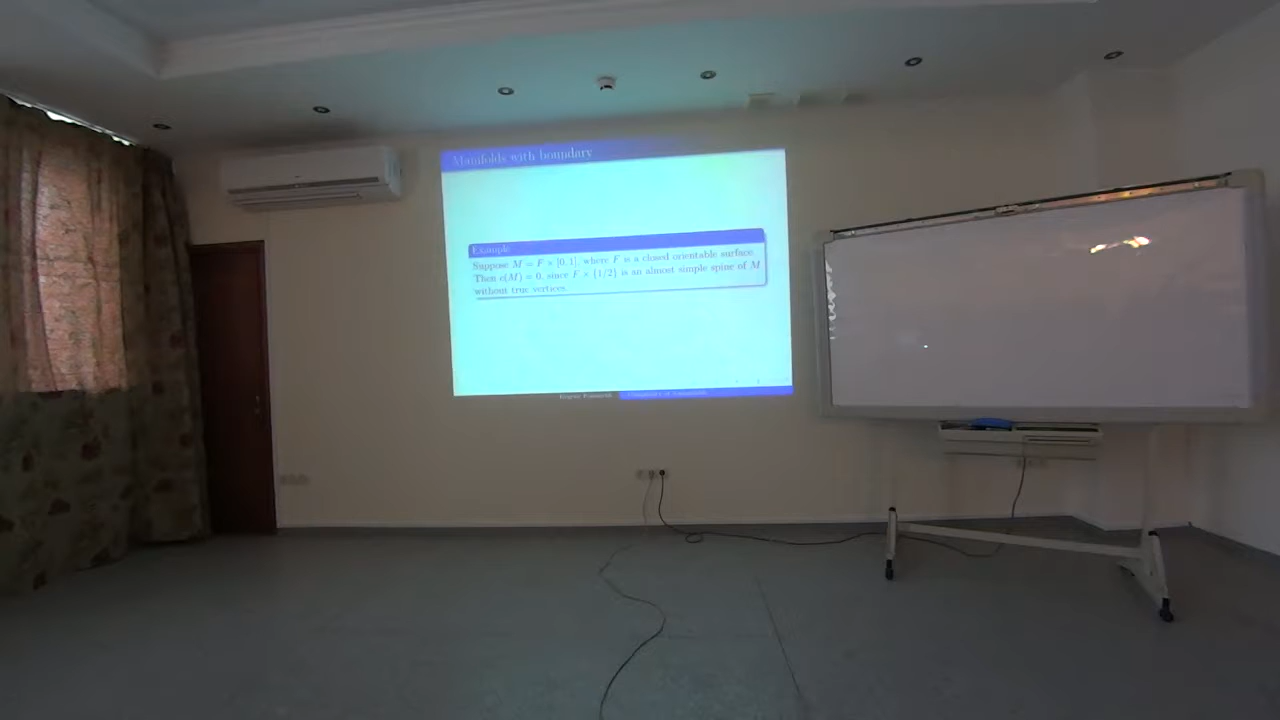 Manifolds with boundary
Example
Suppose M = F × [0, 1], where F is a closed orientable surface.
Then c(M) = 0, since F × {1/2} is an almost simple spine of M
without true vertices.